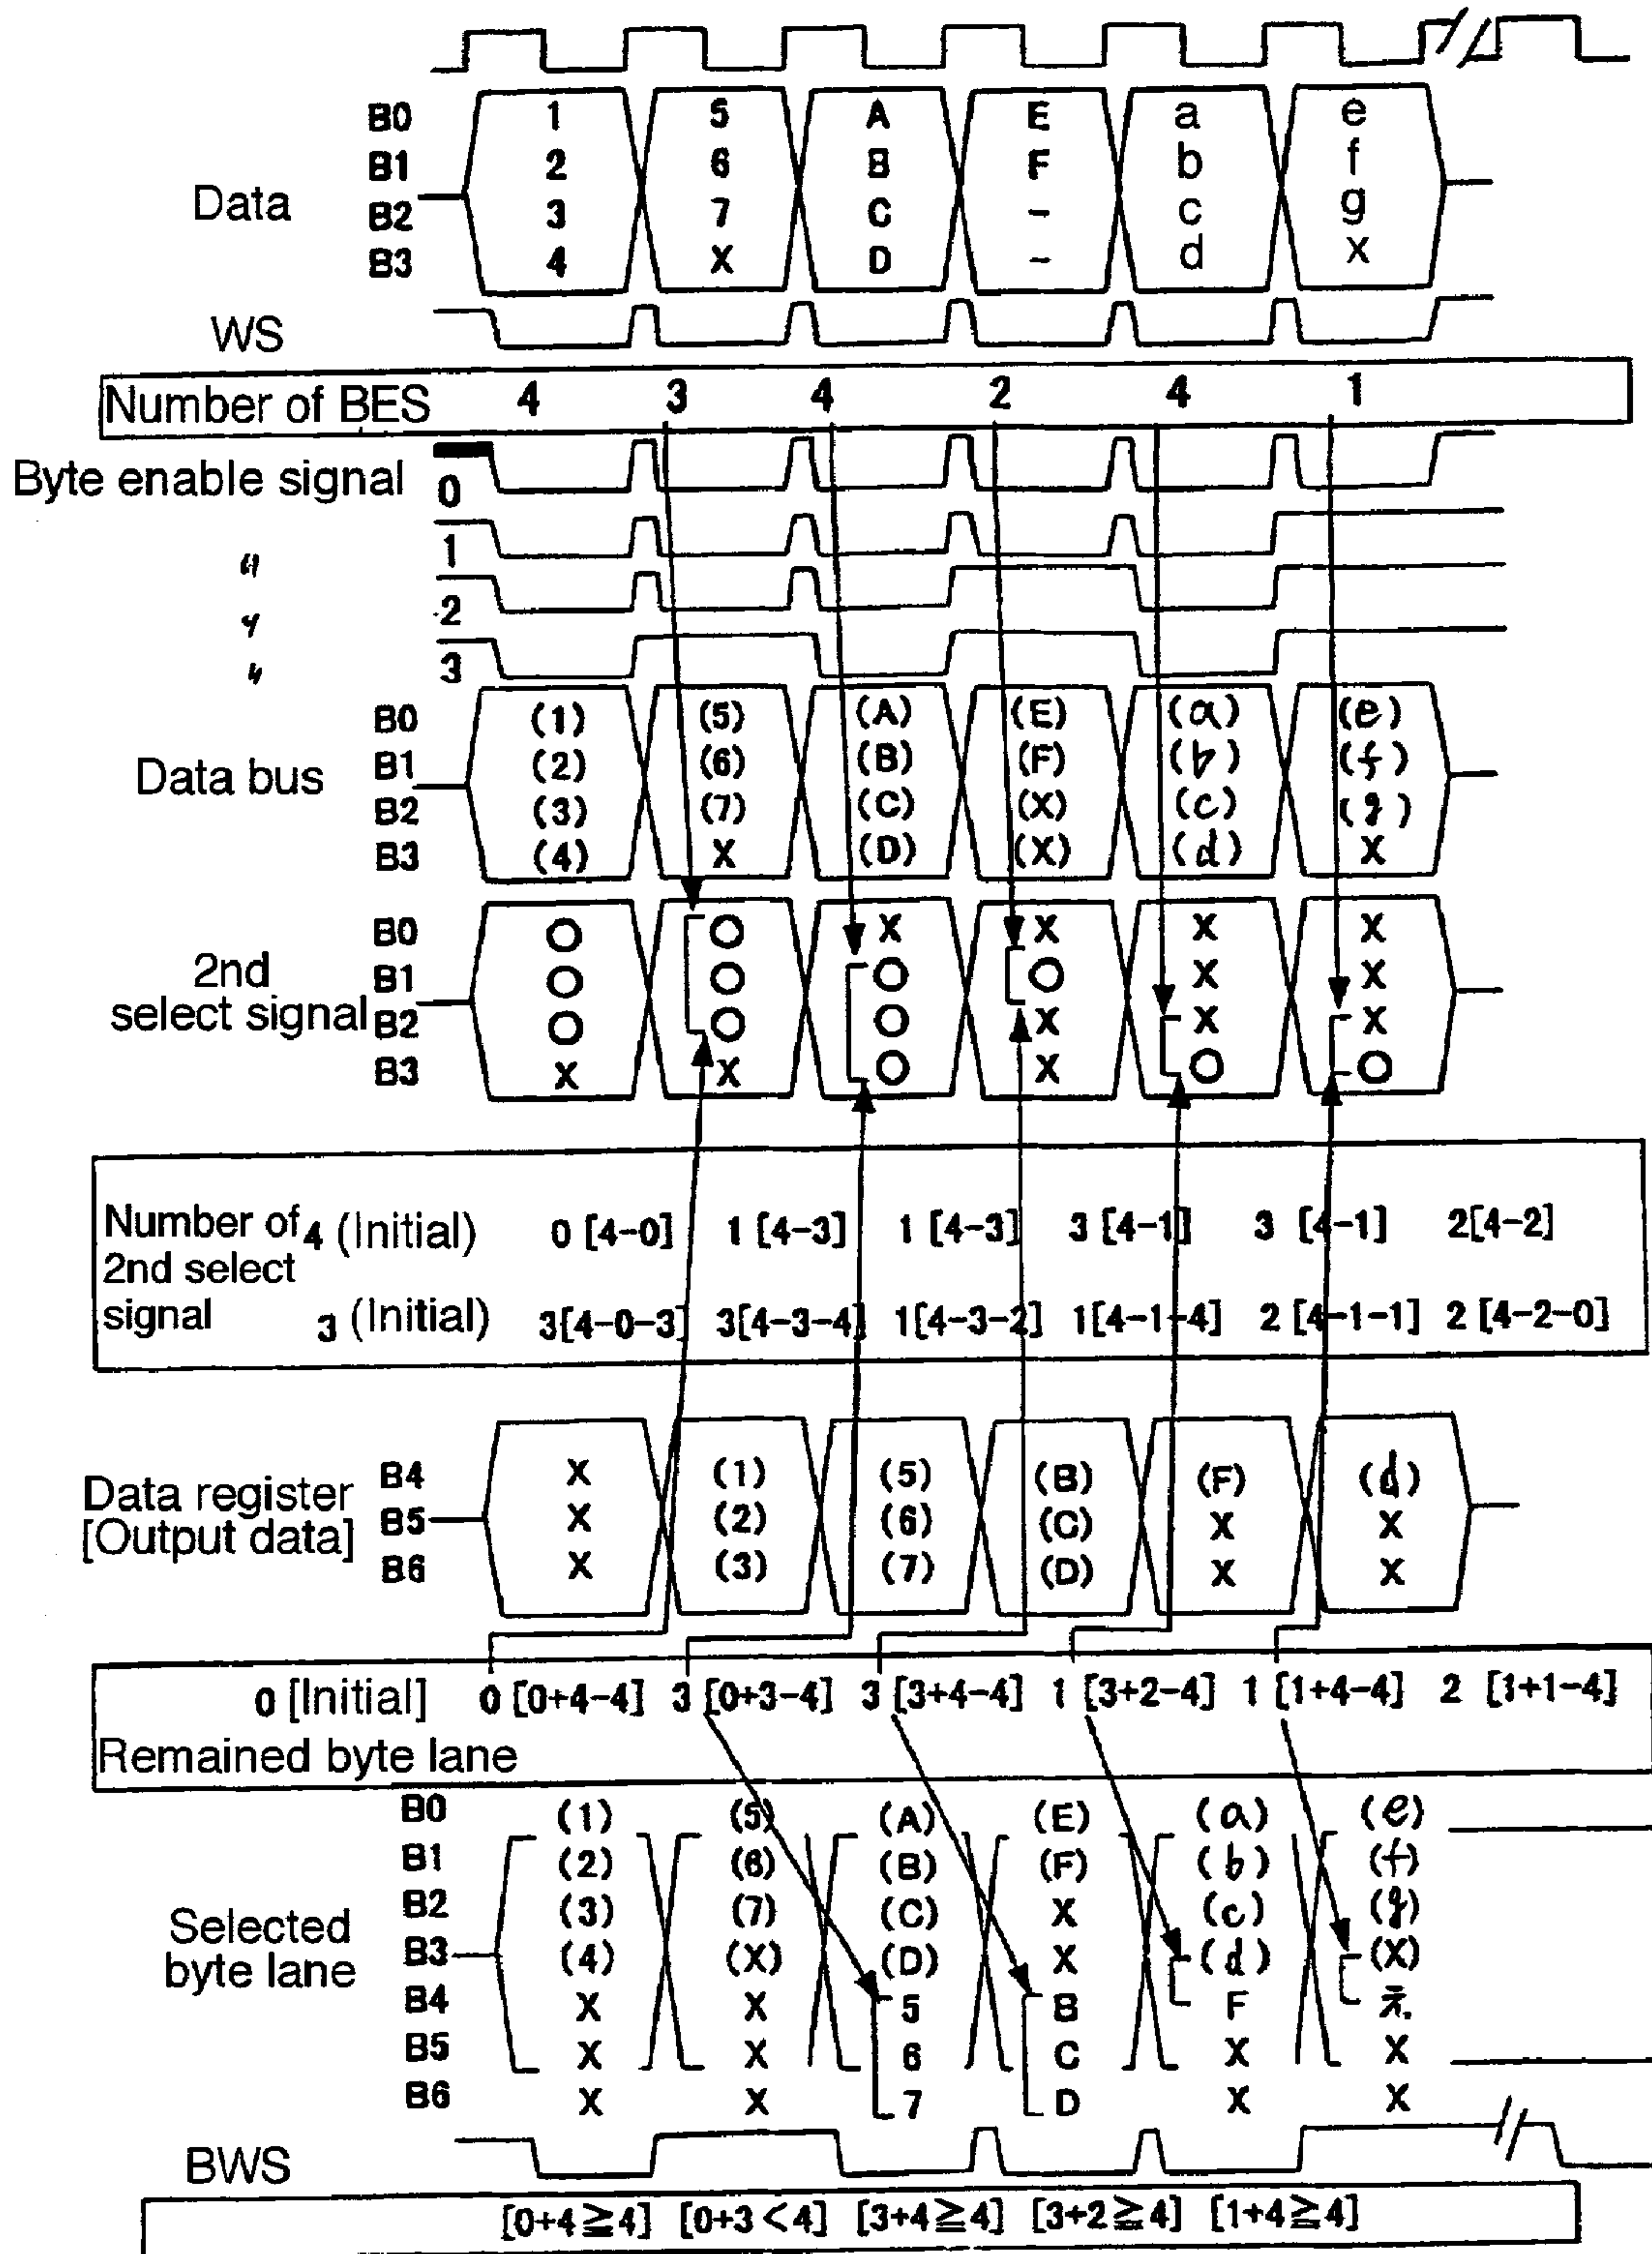 B0 1 5 A E a e
B1 2 6 B F b f
Data
B2 3 7 C - c g
B3 4 X D - d x
WS
Number of BES 4 3 4 2 4 1
Byte enable signal 0
〃 1
〃 2
〃 3
B0 (1) (5) (A) (E) (a) (e)
B1 (2) (6) (B) (F) (b) (f)
Data bus
B2 (3) (7) (C) (X) (c) (g)
B3 (4) X (D) (X) (d) X
B0 O O X X X X
B1 O O O O X X
2nd
select signal
B2 O O O X X X
B3 X X O X O O
Number of 4 (Initial) 0 [4-0] 1 [4-3] 1 [4-3] 3 [4-1] 3 [4-1] 2[4-2]
2nd select
signal 3 (Initial) 3[4-0-3] 3[4-3-4] 1[4-3-2] 1[4-1-4] 2 [4-1-1] 2 [4-2-0]
B4 X (1) (5) (B) (F) (d)
Data register
B5 X (2) (6) (C) X X
[Output data]
B6 X (3) (7) (D) X X
0 [Initial] 0 [0+4-4] 3 [0+3-4] 3 [3+4-4] 1 [3+2-4] 1 [1+4-4] 2 [1+1-4]
Remained byte lane
B0 (1) (5) (A) (E) (a) (e)
B1 (2) (6) (B) (F) (b) (f)
B2 (3) (7) (C) X (c) (g)
Selected
byte lane
B3 (4) (X) (D) X (d) (X)
B4 X X 5 B F
B5 X X 6 C X X
B6 X X 7 D X X
BWS
[0+4≧4] [0+3<4] [3+4≧4] [3+2≧4] [1+4≧4]